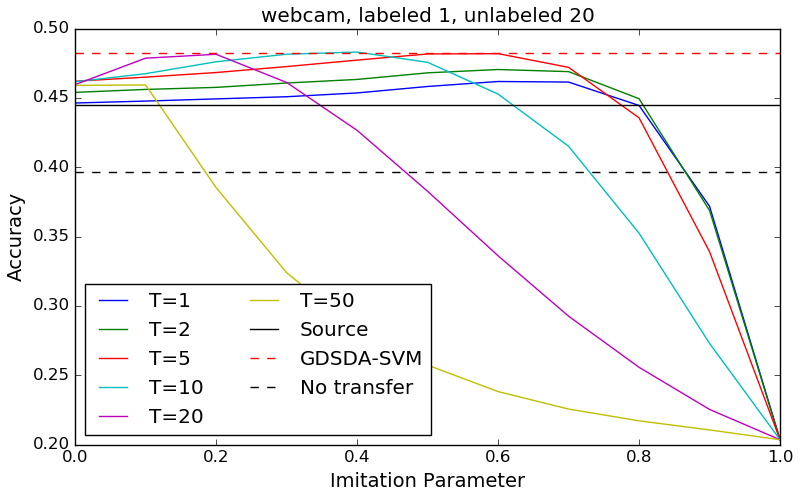 webcam, labeled 1, unlabeled 20
0.50
0.45
0.40
0.35
0.30
0.25
0.20
Accuracy
T=1
T=2
T=5
T=10
T=20
T=50
Source
GDSDA-SVM
No transfer
0.0 0.2 0.4 0.6 0.8 1.0
Imitation Parameter